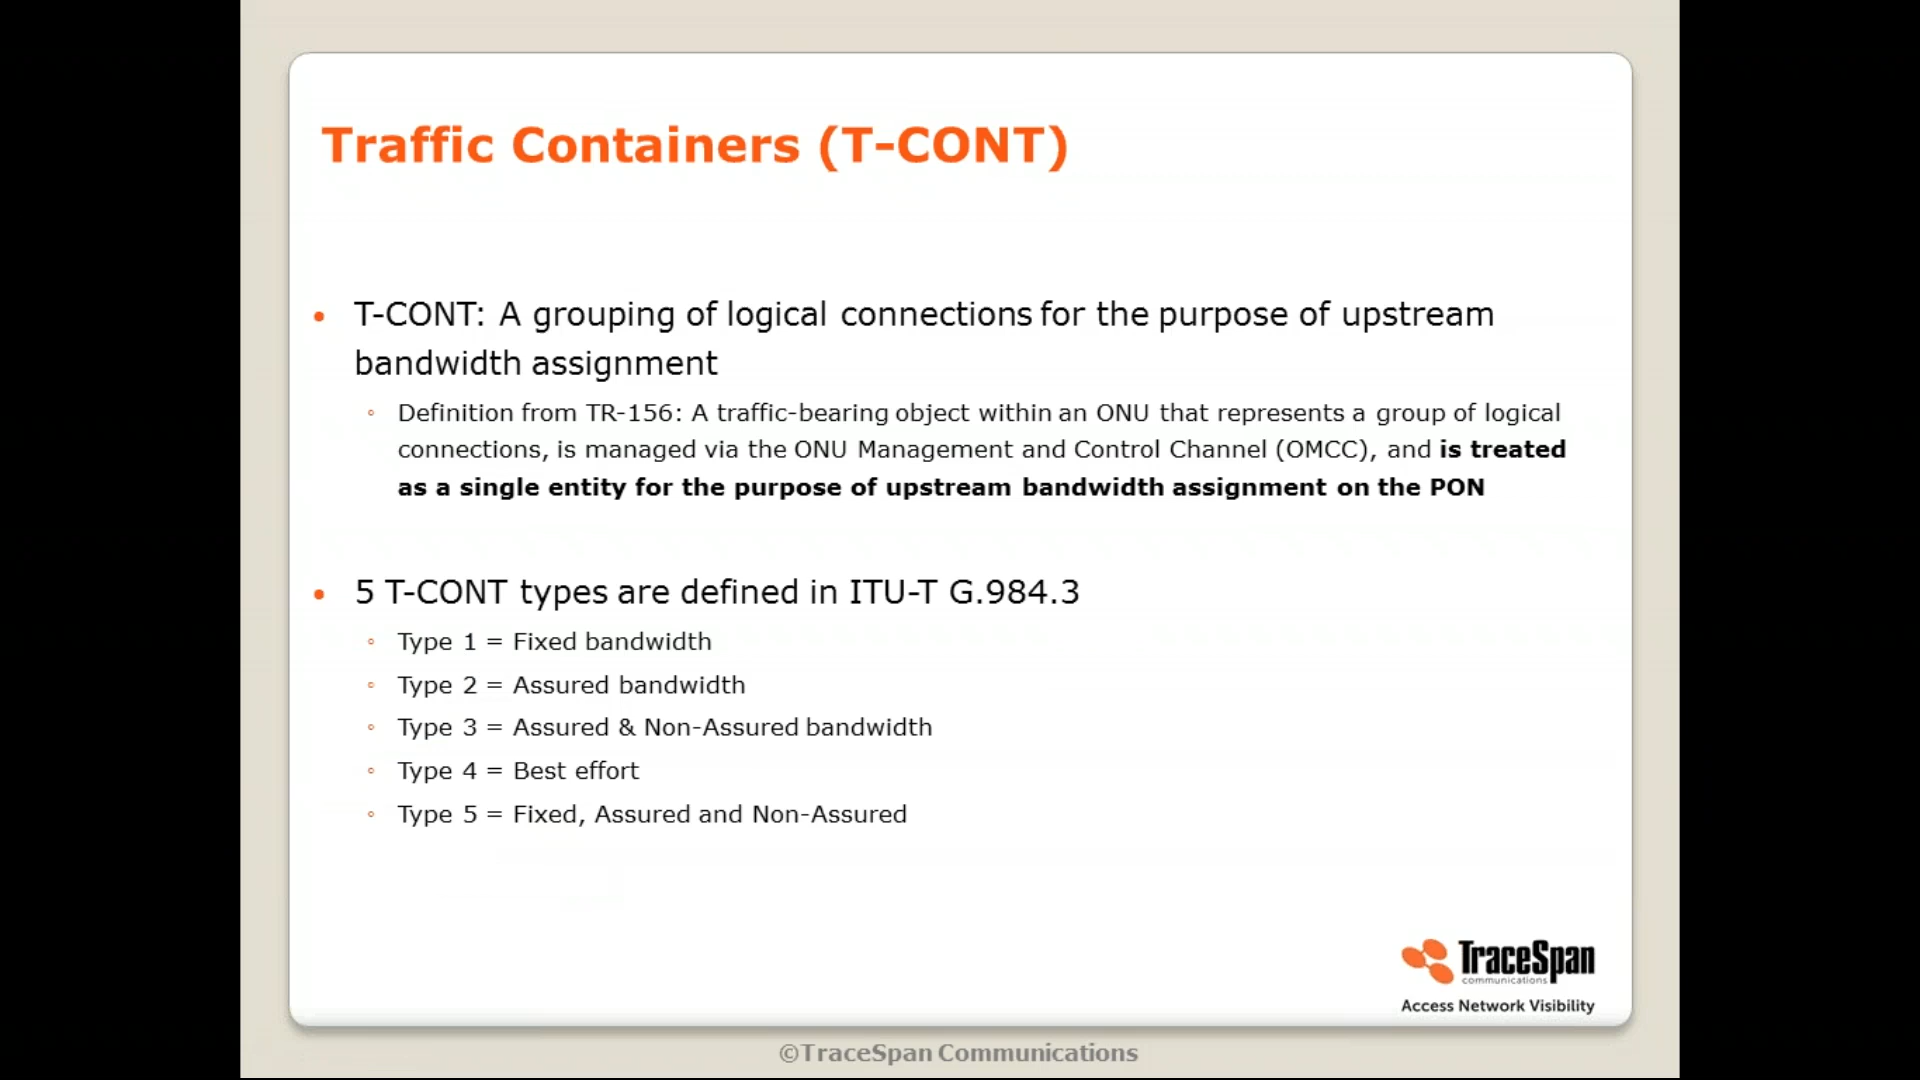 Traffic Containers (T-CONT)
• T-CONT: A grouping of logical connections for the purpose of upstream
bandwidth assignment
◦ Definition from TR-156: A traffic-bearing object within an ONU that represents a group of logical
connections, is managed via the ONU Management and Control Channel (OMCC), and is treated
as a single entity for the purpose of upstream bandwidth assignment on the PON
• 5 T-CONT types are defined in ITU-T G.984.3
◦ Type 1 = Fixed bandwidth
◦ Type 2 = Assured bandwidth
◦ Type 3 = Assured & Non-Assured bandwidth
◦ Type 4 = Best effort
◦ Type 5 = Fixed, Assured and Non-Assured
TraceSpan
communications
Access Network Visibility
©TraceSpan Communications